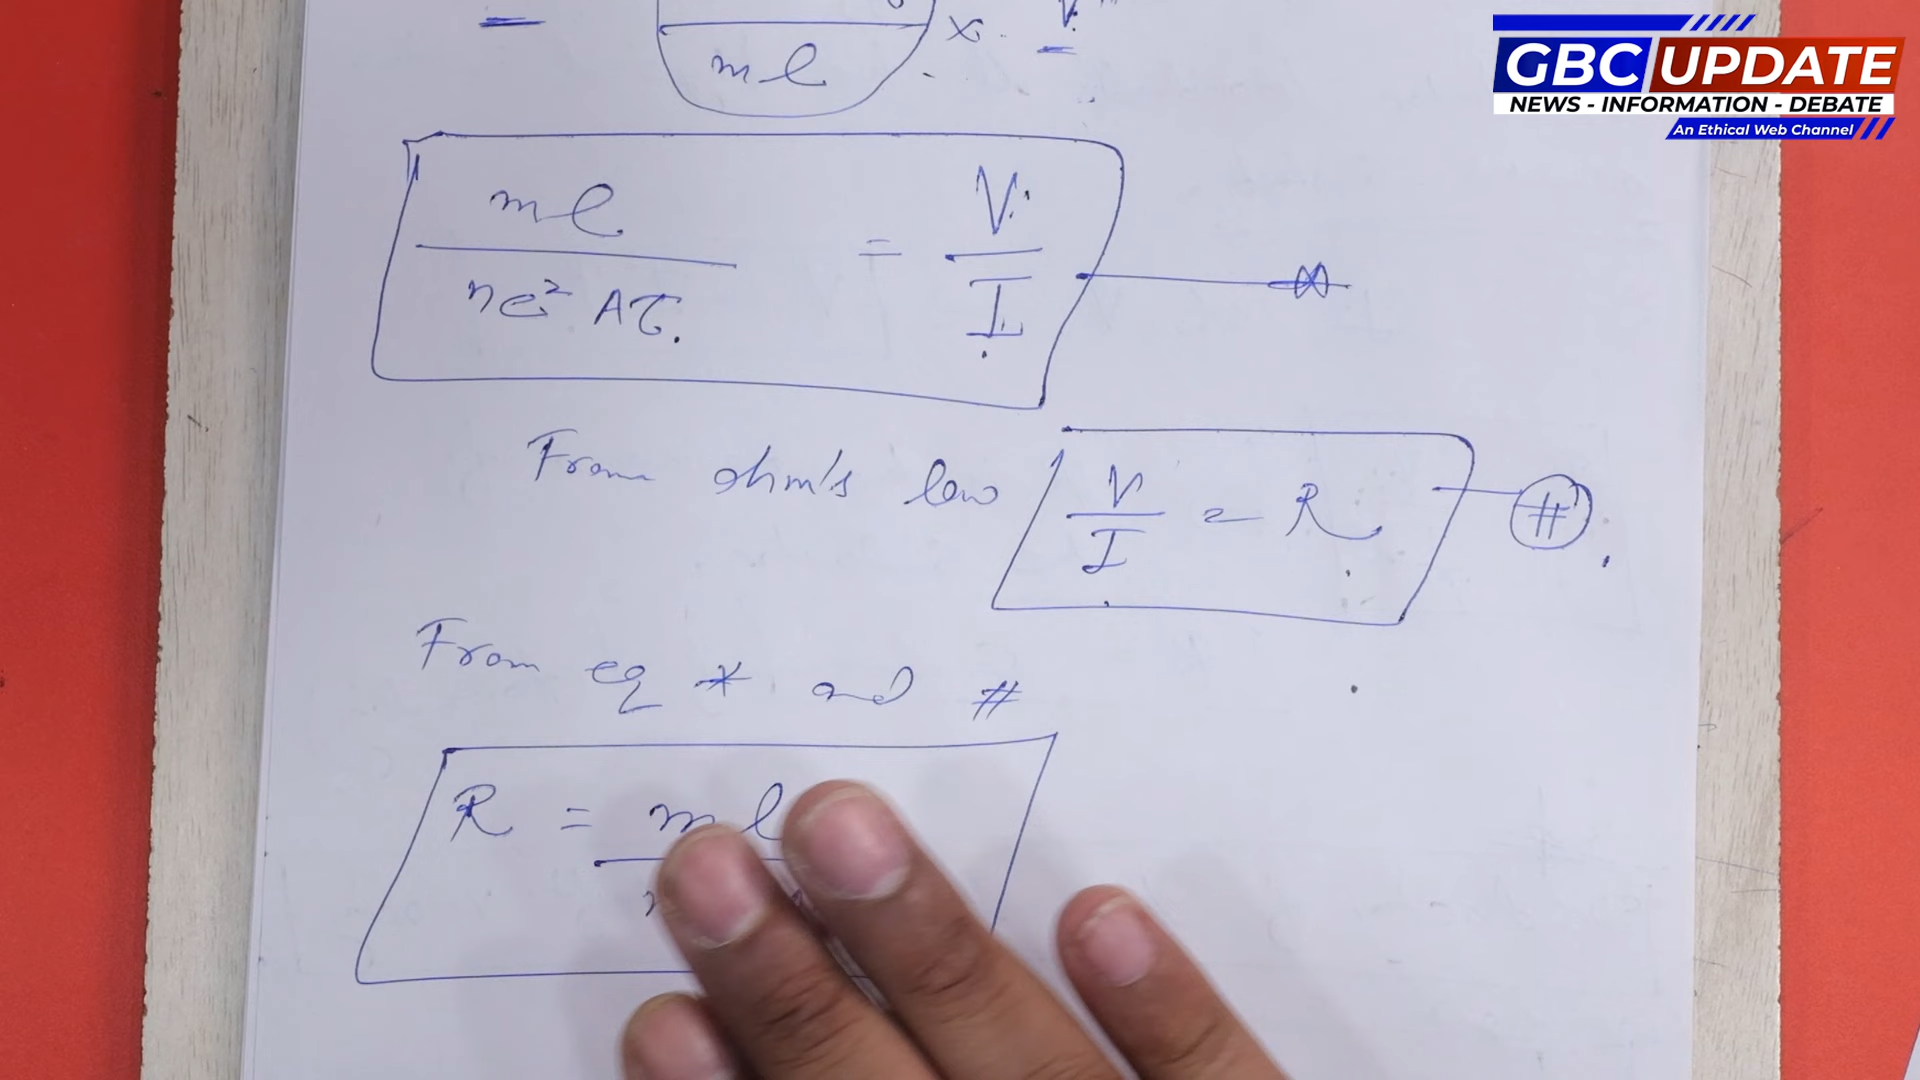 GBC UPDATE
NEWS - INFORMATION - DEBATE
An Ethical Web Channel
ml × V
ml / ne² Aτ. = V / I
From ohm's law V / I = R #
From eq * and #
R = ml